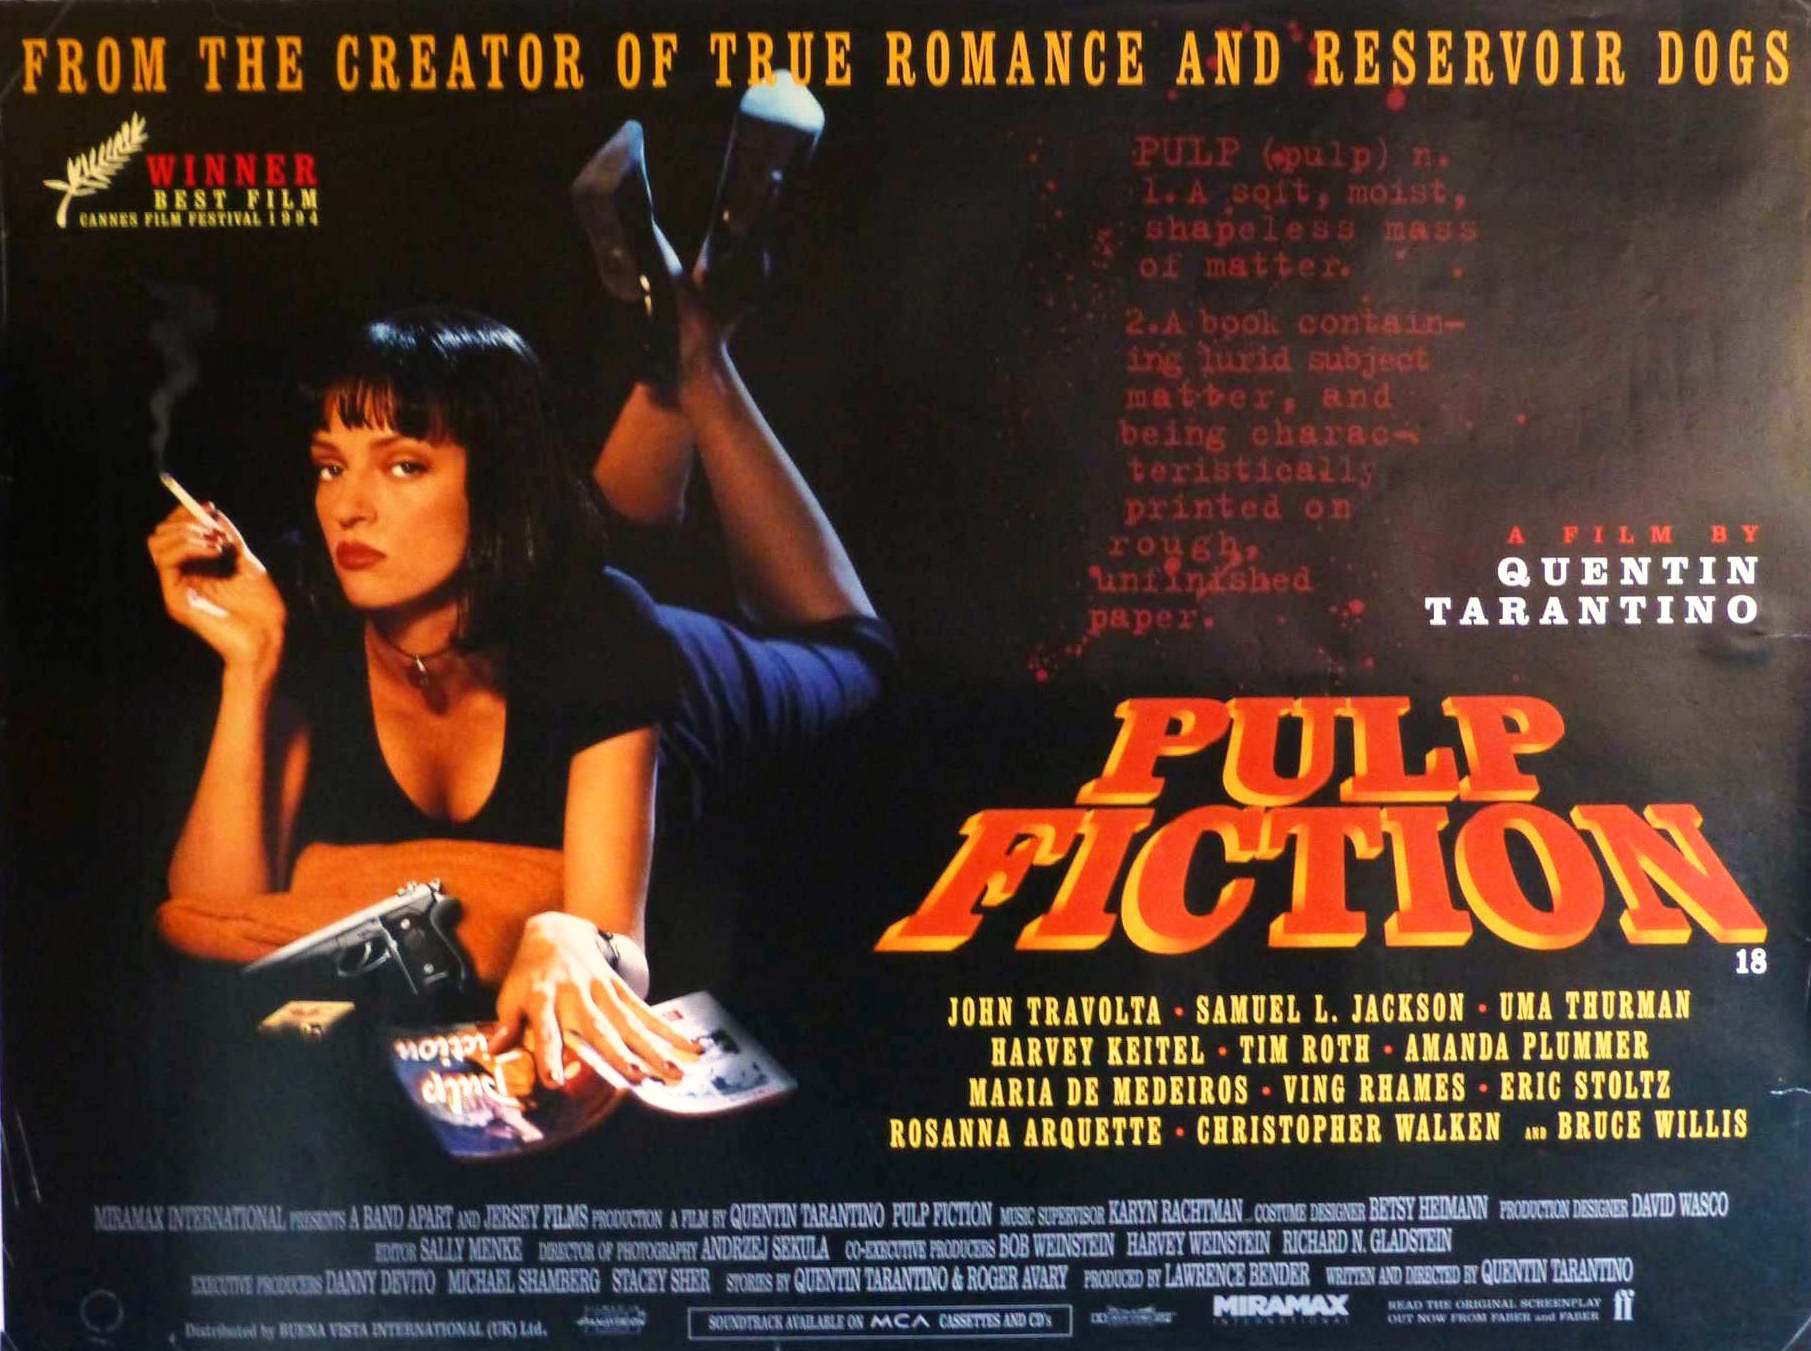 FROM THE CREATOR OF TRUE ROMANCE AND RESERVOIR DOGS
WINNER
BEST FILM
CANNES FILM FESTIVAL 1994
PULP (pulp) n.
1. A soft, moist,
shapeless mass
of matter.
2. A book contain-
ing lurid subject
matter, and
being charac-
teristically
printed on
rough,
unfinished
paper.
A FILM BY
QUENTIN
TARANTINO
PULP
FICTION
18
JOHN TRAVOLTA • SAMUEL L. JACKSON • UMA THURMAN
HARVEY KEITEL • TIM ROTH • AMANDA PLUMMER
MARIA DE MEDEIROS • VING RHAMES • ERIC STOLTZ
ROSANNA ARQUETTE • CHRISTOPHER WALKEN AND BRUCE WILLIS
Pulp
iction
MIRAMAX INTERNATIONAL PRESENTS A BAND APART AND JERSEY FILMS PRODUCTION A FILM BY QUENTIN TARANTINO PULP FICTION MUSIC SUPERVISOR KARYN RACHTMAN COSTUME DESIGNER BETSY HEIMANN PRODUCTION DESIGNER DAVID WASCO
EDITOR SALLY MENKE DIRECTOR OF PHOTOGRAPHY ANDRZEJ SEKULA CO-EXECUTIVE PRODUCERS BOB WEINSTEIN HARVEY WEINSTEIN RICHARD N. GLADSTEIN
EXECUTIVE PRODUCERS DANNY DEVITO MICHAEL SHAMBERG STACEY SHER STORIES BY QUENTIN TARANTINO & ROGER AVARY PRODUCED BY LAWRENCE BENDER WRITTEN AND DIRECTED BY QUENTIN TARANTINO
Distributed by BUENA VISTA INTERNATIONAL (UK) Ltd.
SOUNDTRACK AVAILABLE ON MCA CASSETTES AND CD's
MIRAMAX
INTERNATIONAL
READ THE ORIGINAL SCREENPLAY
OUT NOW FROM FABER and FABER
ff